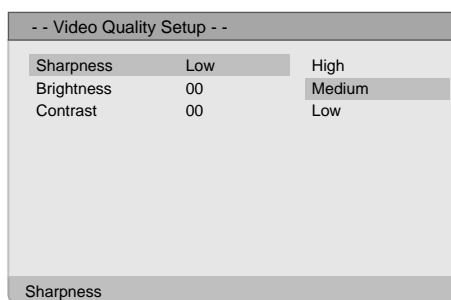 - - Video Quality Setup - -
Sharpness Low High
Brightness 00 Medium
Contrast 00 Low
Sharpness